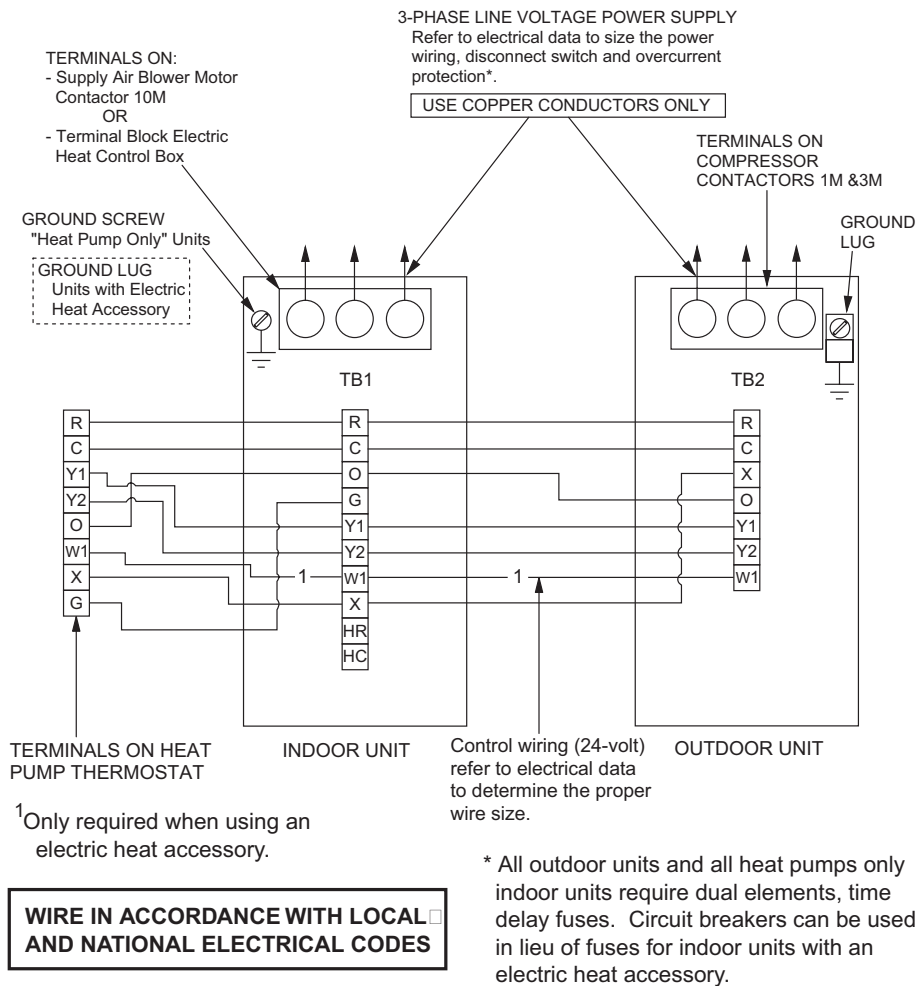 3-PHASE LINE VOLTAGE POWER SUPPLY
Refer to electrical data to size the power
wiring, disconnect switch and overcurrent
protection*.
USE COPPER CONDUCTORS ONLY
TERMINALS ON:
- Supply Air Blower Motor
Contactor 10M
OR
- Terminal Block Electric
Heat Control Box
TERMINALS ON
COMPRESSOR
CONTACTORS 1M &3M
GROUND SCREW
"Heat Pump Only" Units
GROUND LUG
Units with Electric
Heat Accessory
GROUND
LUG
TB1
TB2
R
C
Y1
Y2
O
W1
X
G
R
C
O
G
Y1
Y2
W1
X
HR
HC
R
C
X
O
Y1
Y2
W1
1
1
TERMINALS ON HEAT
PUMP THERMOSTAT
INDOOR UNIT
Control wiring (24-volt)
refer to electrical data
to determine the proper
wire size.
OUTDOOR UNIT
1Only required when using an
electric heat accessory.
WIRE IN ACCORDANCE WITH LOCAL
AND NATIONAL ELECTRICAL CODES
* All outdoor units and all heat pumps only
indoor units require dual elements, time
delay fuses. Circuit breakers can be used
in lieu of fuses for indoor units with an
electric heat accessory.